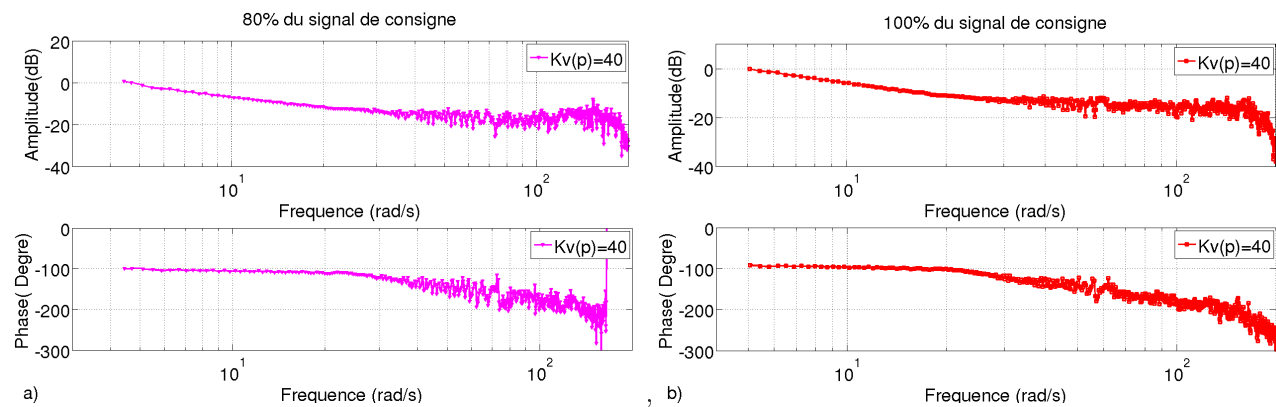 80% du signal de consigne
20
0
-20
-40
Amplitude(dB)
Kv(p)=40
10^1
10^2
Frequence (rad/s)
0
-100
-200
-300
Phase( Degre)
Kv(p)=40
10^1
10^2
Frequence (rad/s)
a)
,
100% du signal de consigne
0
-20
-40
Amplitude(dB)
Kv(p)=40
10^1
10^2
Frequence (rad/s)
0
-100
-200
-300
Phase( Degre)
Kv(p)=40
10^1
10^2
Frequence (rad/s)
b)